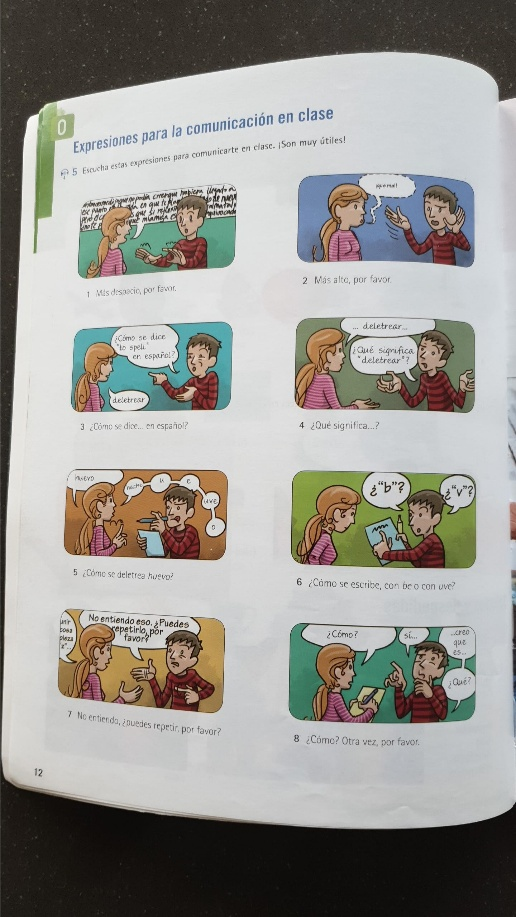 0
Expresiones para la comunicación en clase
5 Escucha estas expresiones para comunicarte en clase. ¡Son muy útiles!
1 Más despacio, por favor.
2 Más alto, por favor.
¿Cómo se dice
"to spell"
en español?
deletrear
3 ¿Cómo se dice... en español?
... deletrear...
¿Qué significa
"deletrear"?
4 ¿Qué significa...?
Huevo
hache
u
e
uve
o
5 ¿Cómo se deletrea huevo?
¿"b"?
¿"v"?
6 ¿Cómo se escribe, con be o con uve?
No entiendo eso. ¿Puedes
repetirlo, por
favor?
7 No entiendo, ¿puedes repetir, por favor?
¿Cómo?
sí...
...creo
que
es...
¿Qué?
8 ¿Cómo? Otra vez, por favor.
12